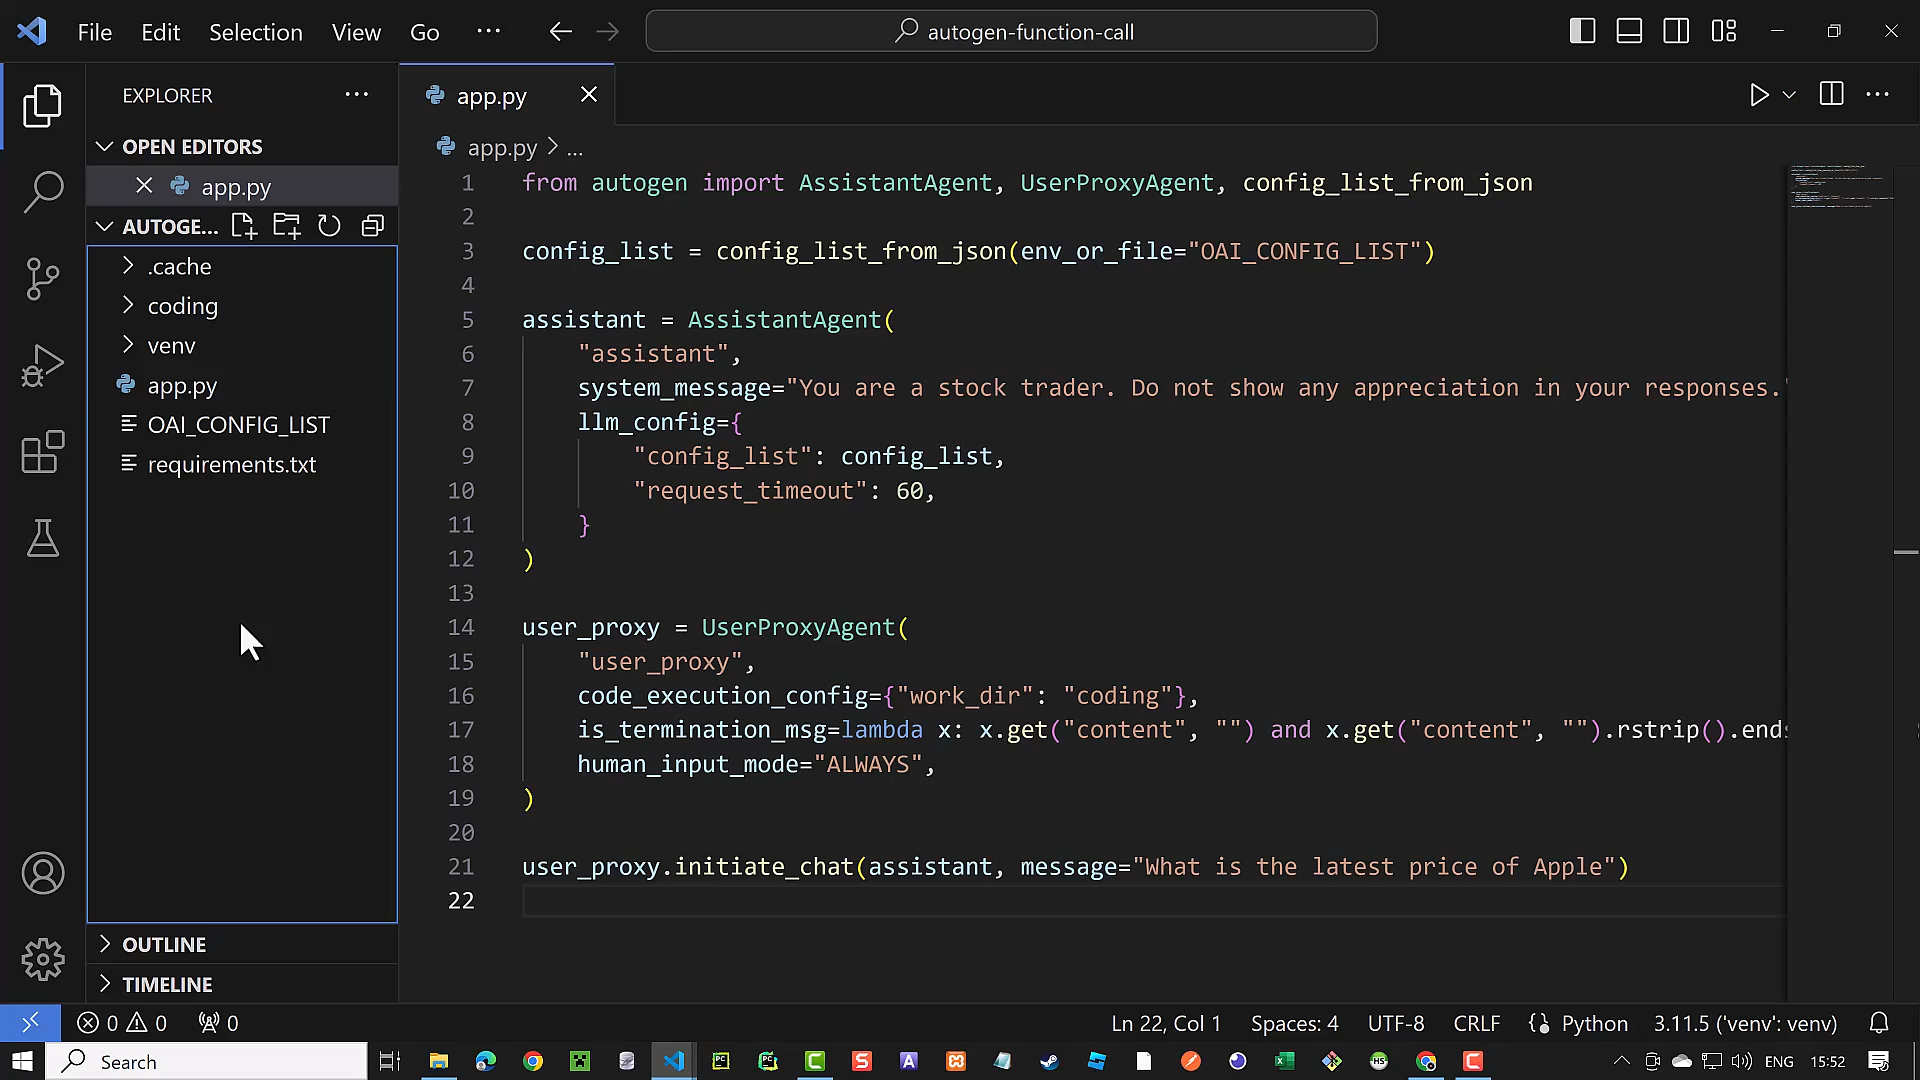 File Edit Selection View Go ··· autogen-function-call
EXPLORER
OPEN EDITORS
app.py
AUTOGE...
.cache
coding
venv
app.py
OAI_CONFIG_LIST
requirements.txt
OUTLINE
TIMELINE
app.py
app.py > ...
1 from autogen import AssistantAgent, UserProxyAgent, config_list_from_json
2
3 config_list = config_list_from_json(env_or_file="OAI_CONFIG_LIST")
4
5 assistant = AssistantAgent(
6 "assistant",
7 system_message="You are a stock trader. Do not show any appreciation in your responses.
8 llm_config={
9 "config_list": config_list,
10 "request_timeout": 60,
11 }
12 )
13
14 user_proxy = UserProxyAgent(
15 "user_proxy",
16 code_execution_config={"work_dir": "coding"},
17 is_termination_msg=lambda x: x.get("content", "") and x.get("content", "").rstrip().ends
18 human_input_mode="ALWAYS",
19 )
20
21 user_proxy.initiate_chat(assistant, message="What is the latest price of Apple")
22
0 0 0 Ln 22, Col 1 Spaces: 4 UTF-8 CRLF Python 3.11.5 ('venv': venv)
Search ENG 15:52